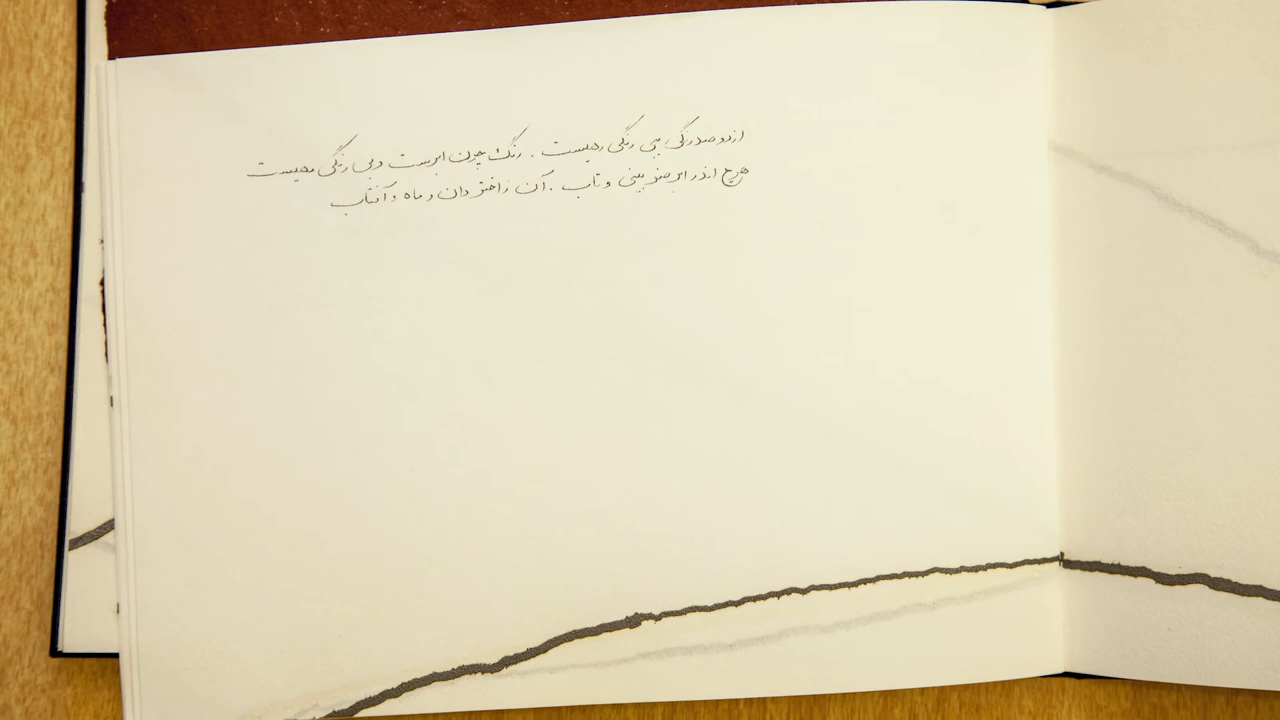 از دو صد رنگی بی رنگی رهیست . رنگ چون ابرست و بی رنگی مهیست
هرچ اندر ابر ضو بینی و تاب . آن ز اختر دان و ماه و آفتاب